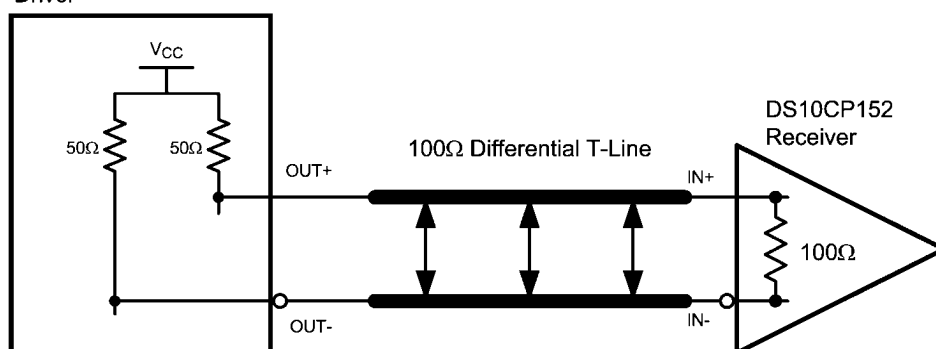 Driver
VCC
50Ω
50Ω
OUT+
100Ω Differential T-Line
IN+
DS10CP152
Receiver
100Ω
OUT-
IN-